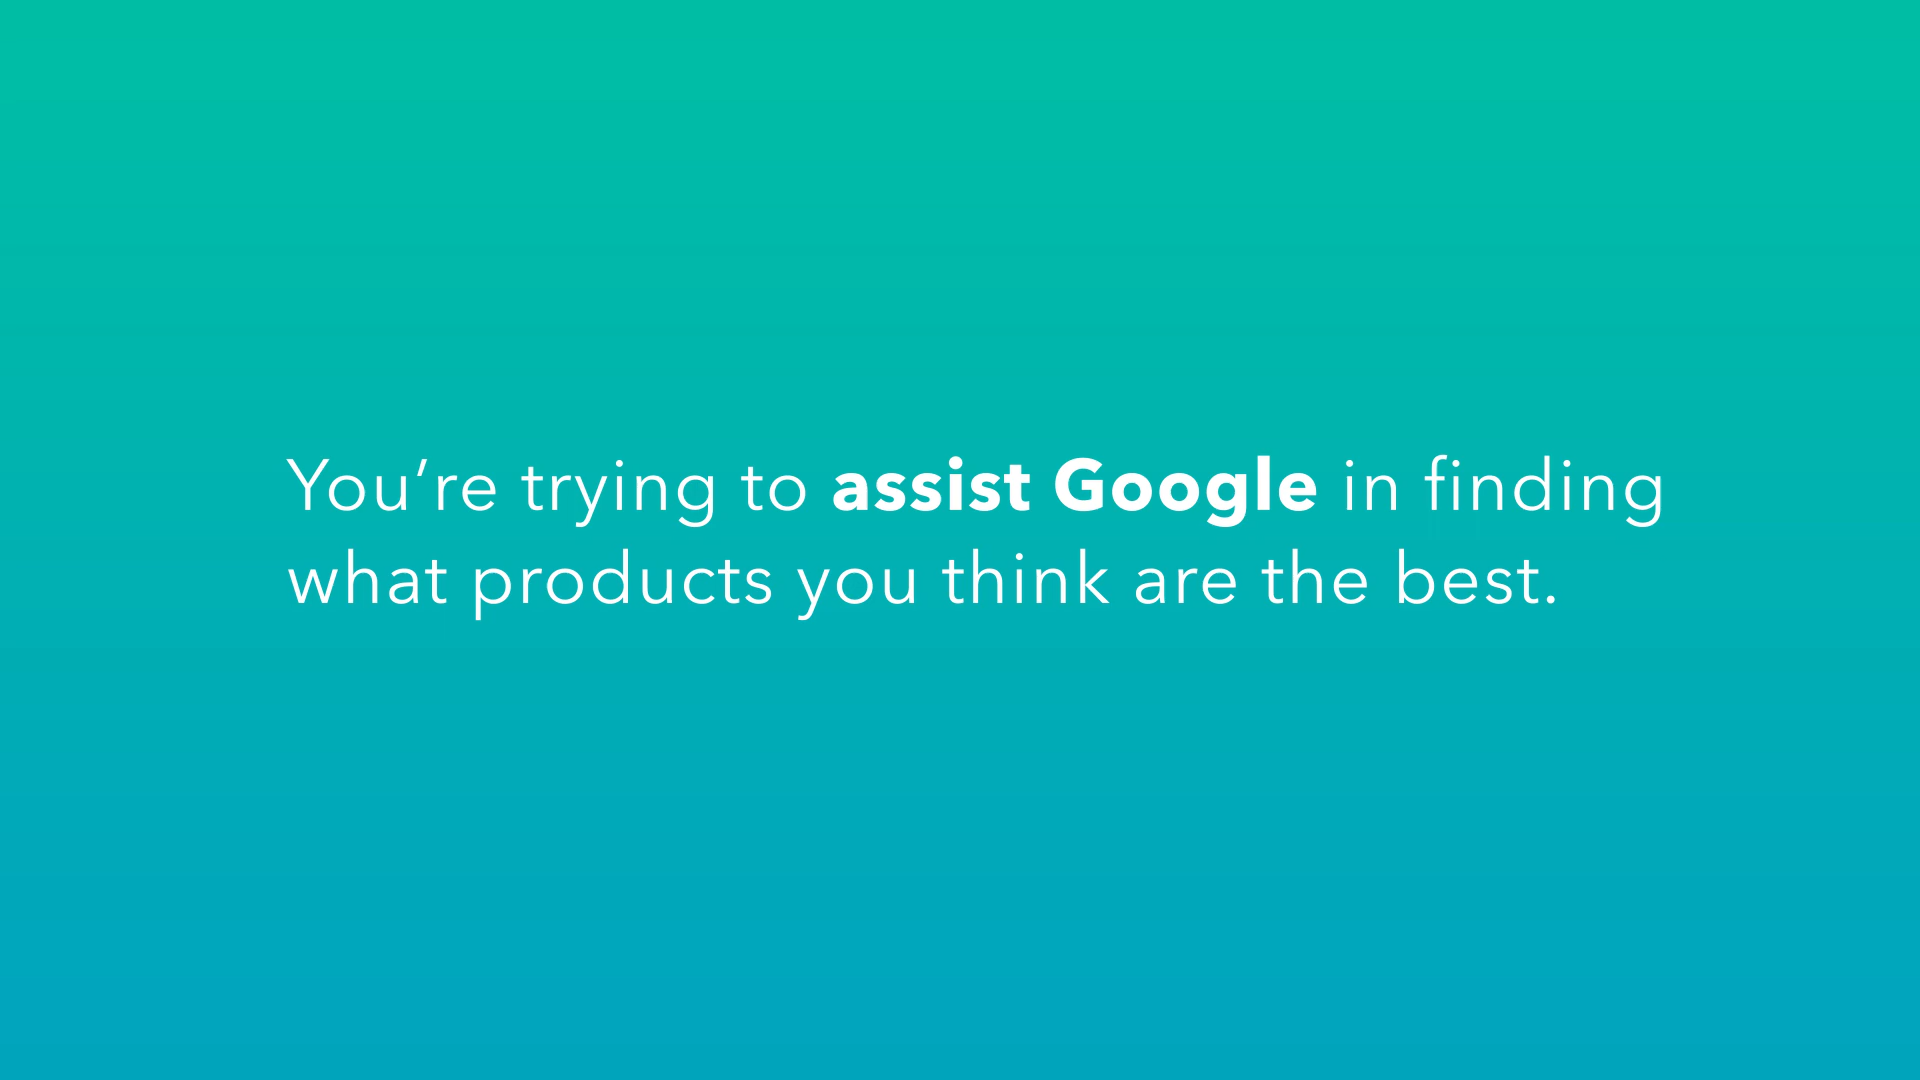 You’re trying to assist Google in finding
what products you think are the best.